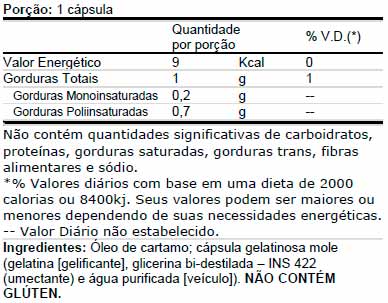 Porção: 1 cápsula
Quantidade por porção % V.D.(*)
Valor Energético 9 Kcal 0
Gorduras Totais 1 g 1
Gorduras Monoinsaturadas 0,2 g --
Gorduras Poliinsaturadas 0,7 g --
Não contém quantidades significativas de carboidratos,
proteínas, gorduras saturadas, gorduras trans, fibras
alimentares e sódio.
*% Valores diários com base em uma dieta de 2000
calorias ou 8400kj. Seus valores podem ser maiores ou
menores dependendo de suas necessidades energéticas.
-- Valor Diário não estabelecido.
Ingredientes: Óleo de cartamo; cápsula gelatinosa mole
(gelatina [gelificante], glicerina bi-destilada – INS 422
(umectante) e água purificada [veículo]). NÃO CONTÉM
GLÚTEN.